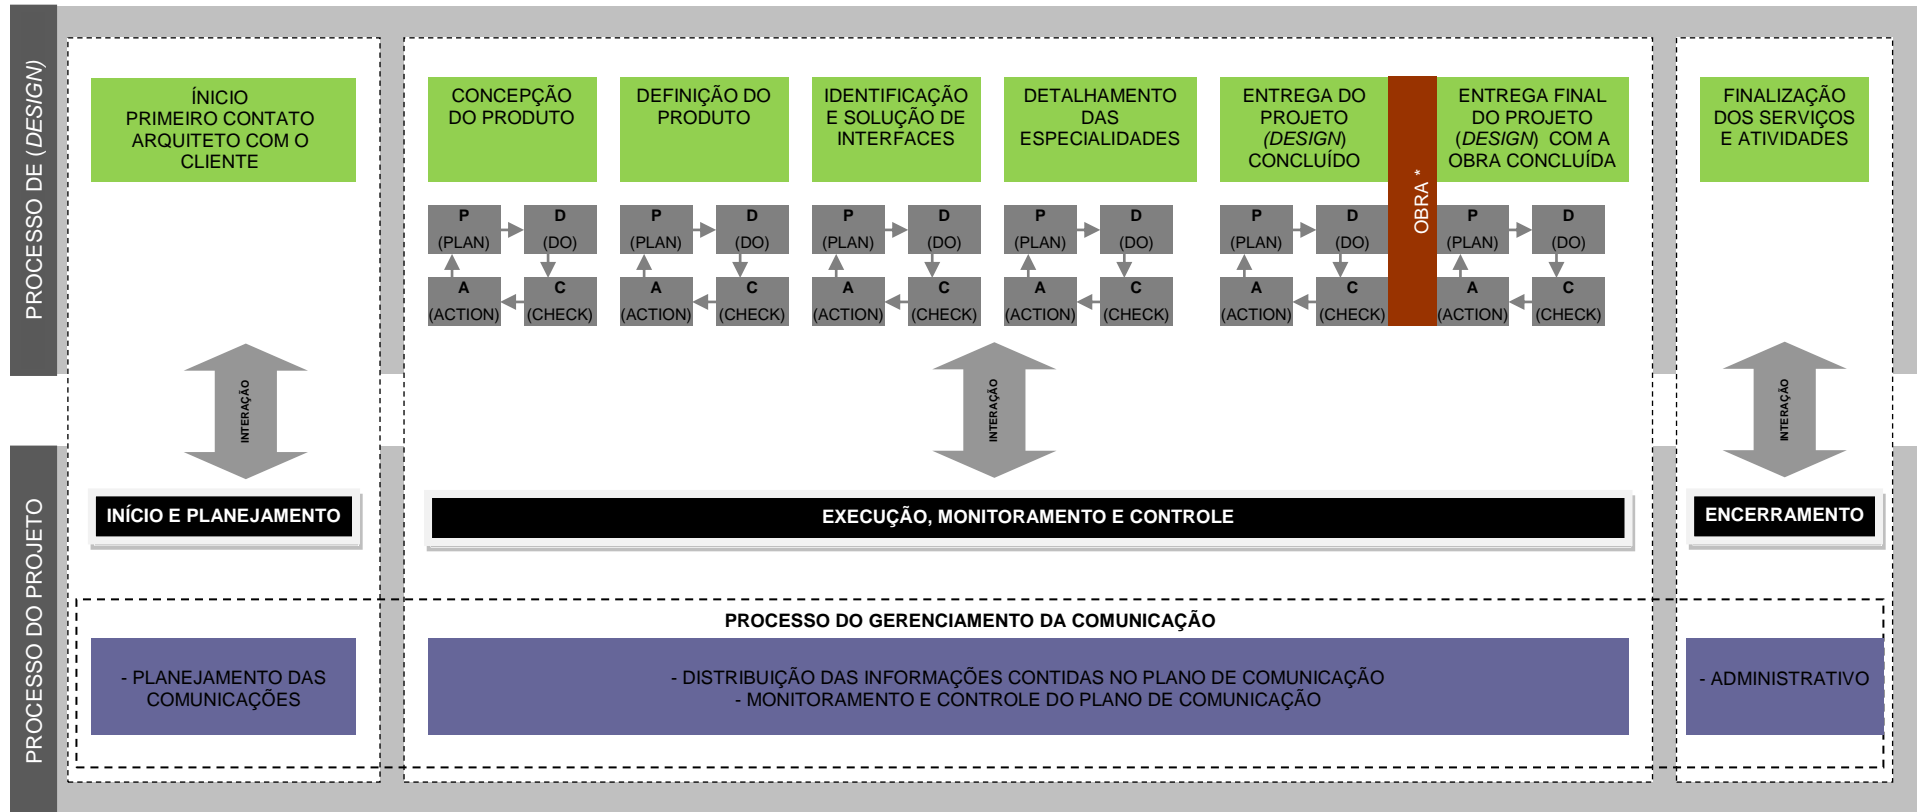 PROCESSO DE (DESIGN)
ÍNICIO
PRIMEIRO CONTATO
ARQUITETO COM O
CLIENTE
CONCEPÇÃO
DO PRODUTO
DEFINIÇÃO DO
PRODUTO
IDENTIFICAÇÃO
E SOLUÇÃO DE
INTERFACES
DETALHAMENTO
DAS
ESPECIALIDADES
ENTREGA DO
PROJETO
(DESIGN)
CONCLUÍDO
OBRA *
ENTREGA FINAL
DO PROJETO
(DESIGN) COM A
OBRA CONCLUÍDA
FINALIZAÇÃO
DOS SERVIÇOS
E ATIVIDADES
P
(PLAN)
D
(DO)
A
(ACTION)
C
(CHECK)
P
(PLAN)
D
(DO)
A
(ACTION)
C
(CHECK)
P
(PLAN)
D
(DO)
A
(ACTION)
C
(CHECK)
P
(PLAN)
D
(DO)
A
(ACTION)
C
(CHECK)
P
(PLAN)
D
(DO)
A
(ACTION)
C
(CHECK)
P
(PLAN)
D
(DO)
A
(ACTION)
C
(CHECK)
INTERAÇÃO
INTERAÇÃO
INTERAÇÃO
PROCESSO DO PROJETO
INÍCIO E PLANEJAMENTO
EXECUÇÃO, MONITORAMENTO E CONTROLE
ENCERRAMENTO
PROCESSO DO GERENCIAMENTO DA COMUNICAÇÃO
- PLANEJAMENTO DAS
COMUNICAÇÕES
- DISTRIBUIÇÃO DAS INFORMAÇÕES CONTIDAS NO PLANO DE COMUNICAÇÃO
- MONITORAMENTO E CONTROLE DO PLANO DE COMUNICAÇÃO
- ADMINISTRATIVO